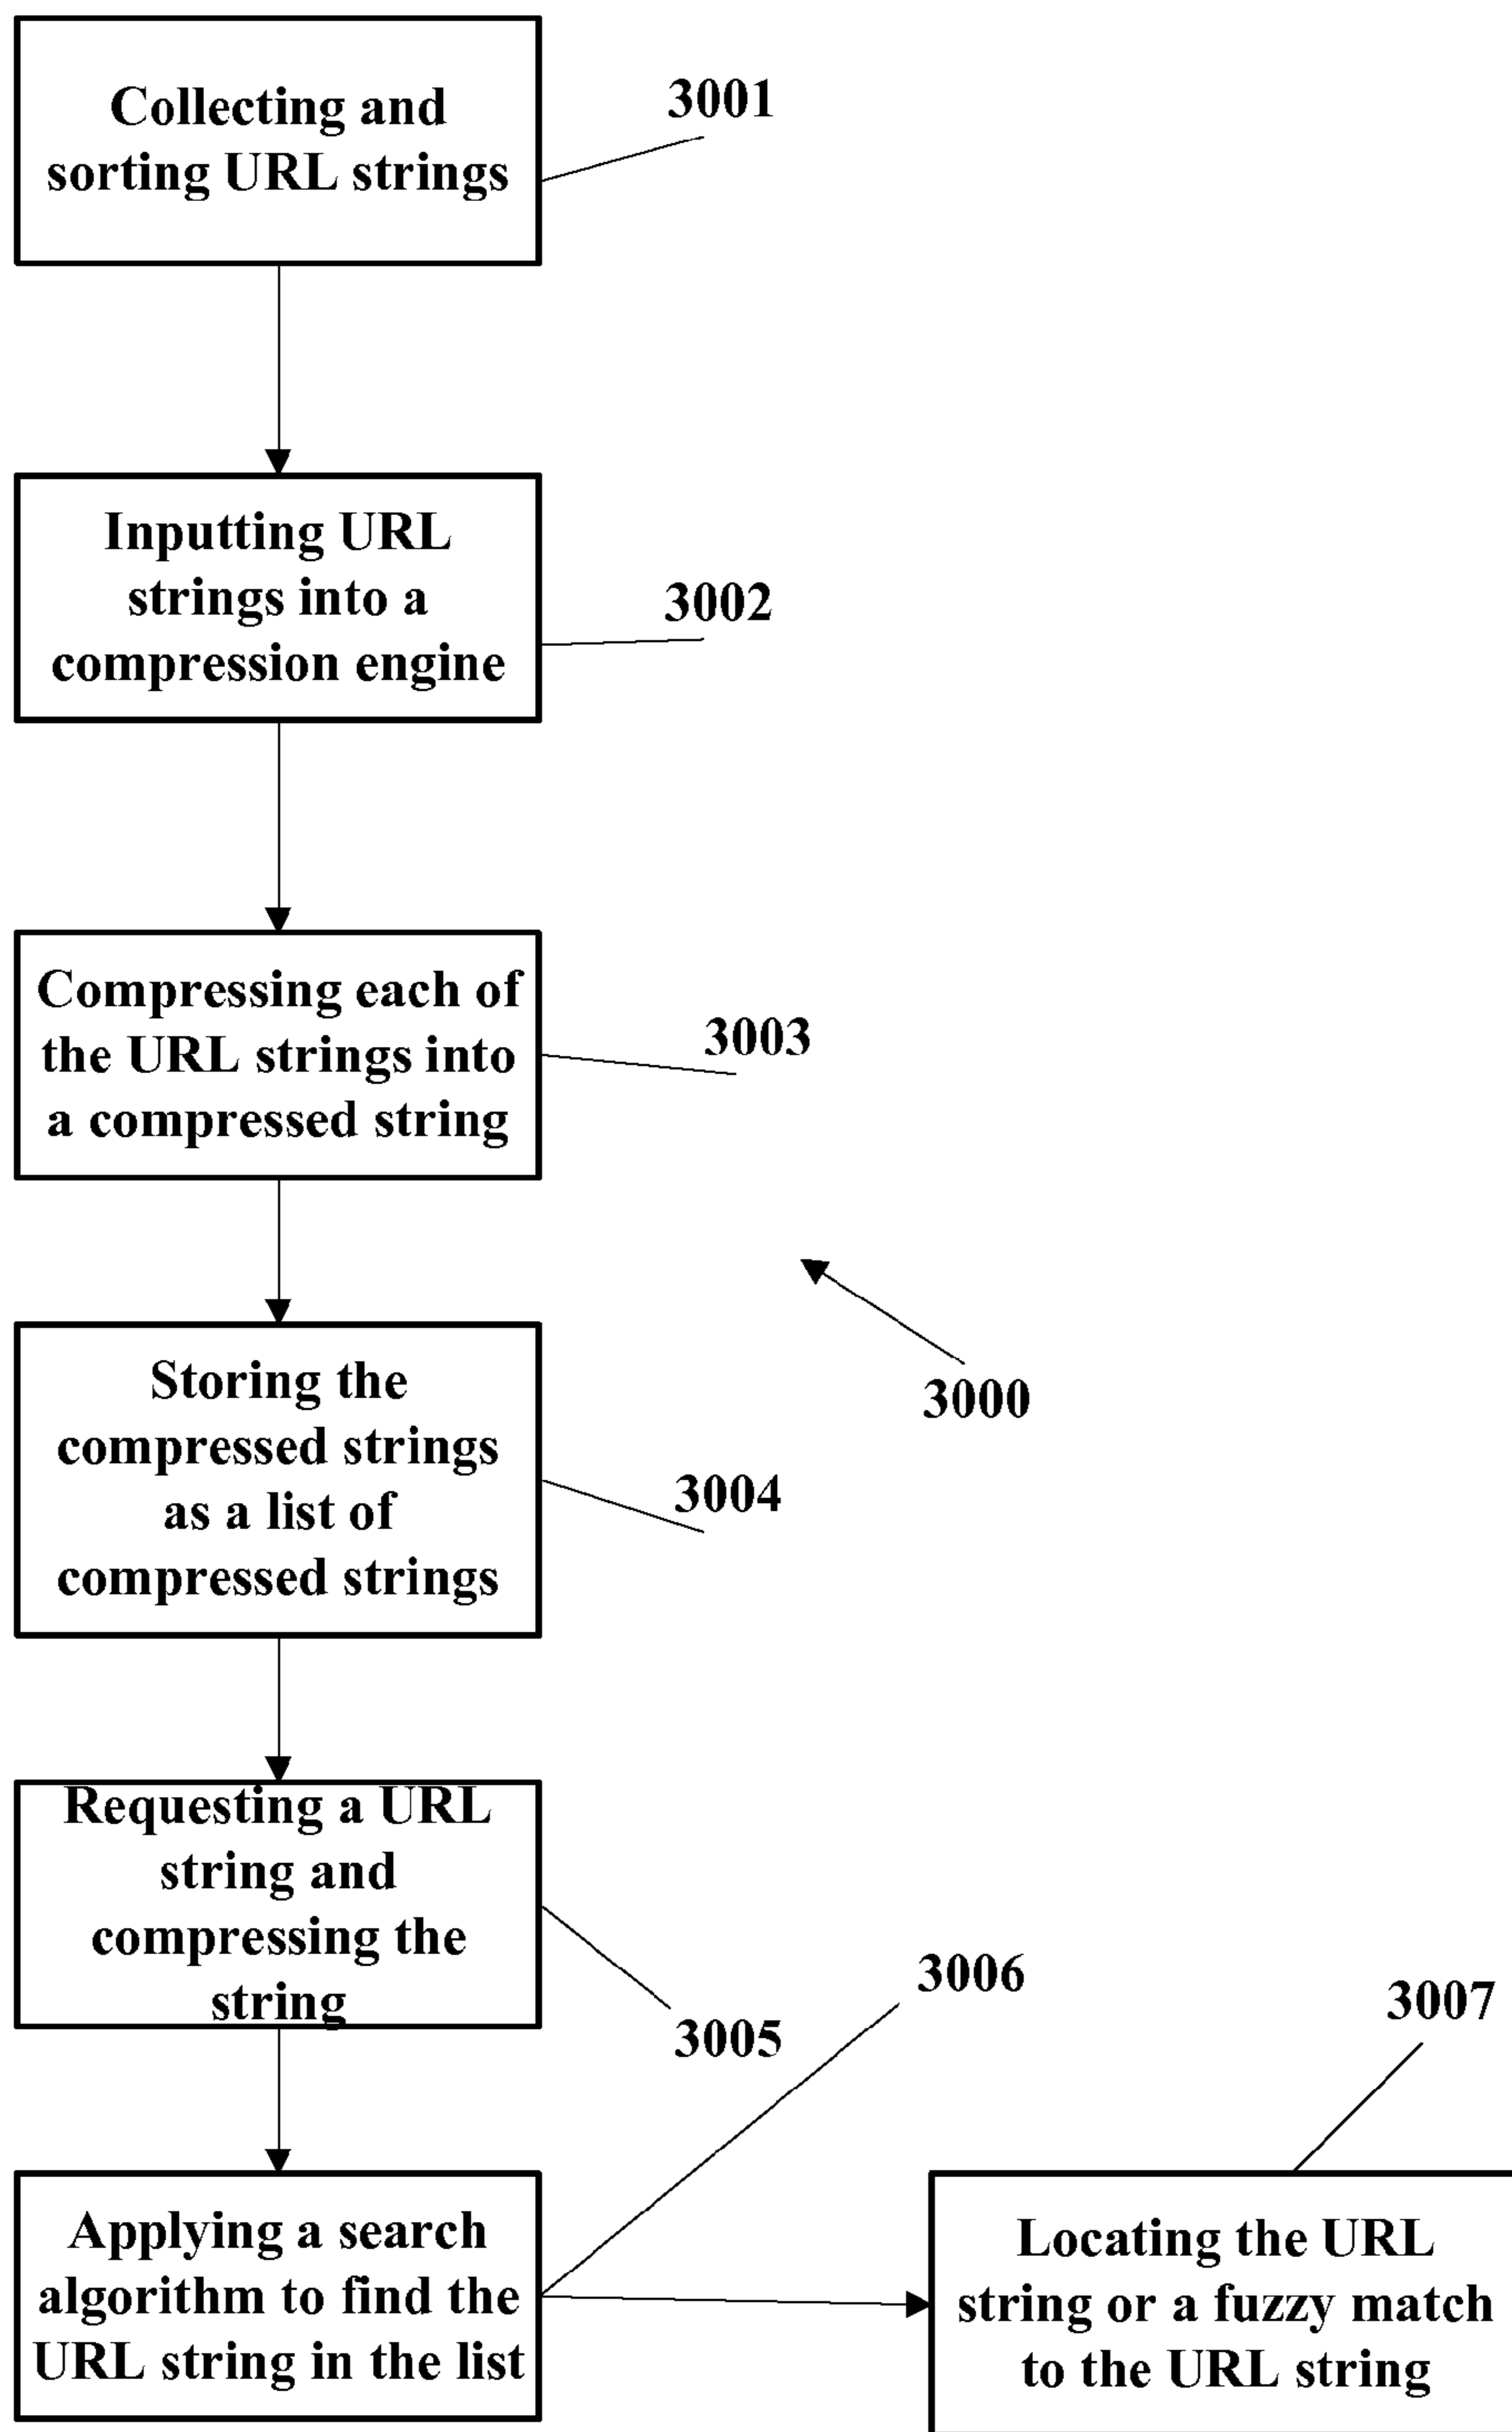 Collecting and
sorting URL strings
3001
Inputting URL
strings into a
compression engine
3002
Compressing each of
the URL strings into
a compressed string
3003
3000
Storing the
compressed strings
as a list of
compressed strings
3004
Requesting a URL
string and
compressing the
string
3005
3006
3007
Applying a search
algorithm to find the
URL string in the list
Locating the URL
string or a fuzzy match
to the URL string